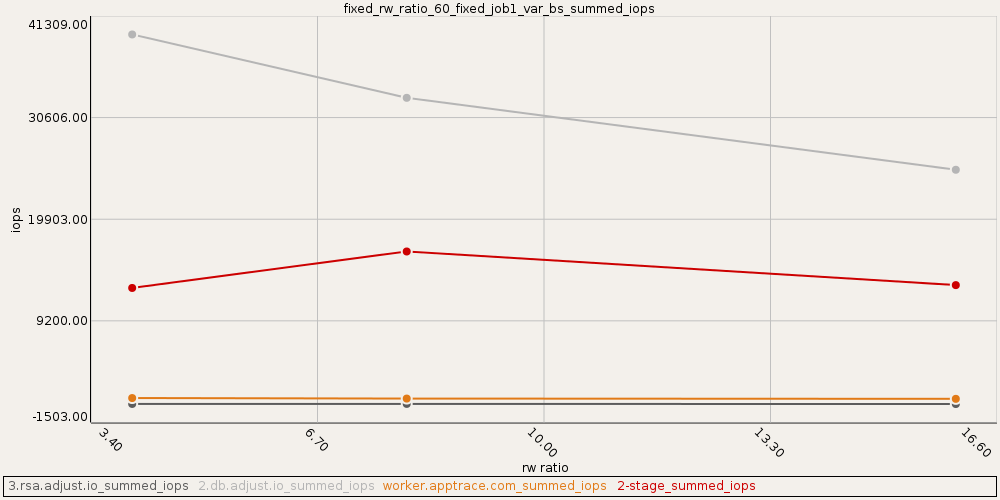 fixed_rw_ratio_60_fixed_job1_var_bs_summed_iops
41309.00
30606.00
19903.00
9200.00
-1503.00
iops
3.40 6.70 10.00 13.30 16.60
rw ratio
3.rsa.adjust.io_summed_iops 2.db.adjust.io_summed_iops worker.apptrace.com_summed_iops 2-stage_summed_iops